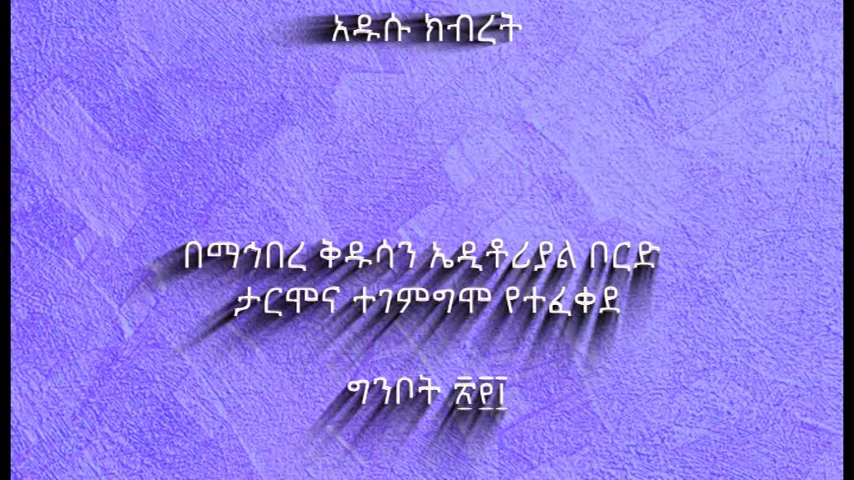 አዱሱ ክብረት
በማኅበረ ቅዱሳን ኤዲቶሪያል ቦርድ
ታርሞና ተገምግሞ የተፈቀደ
ግንቦት ፳፻፲